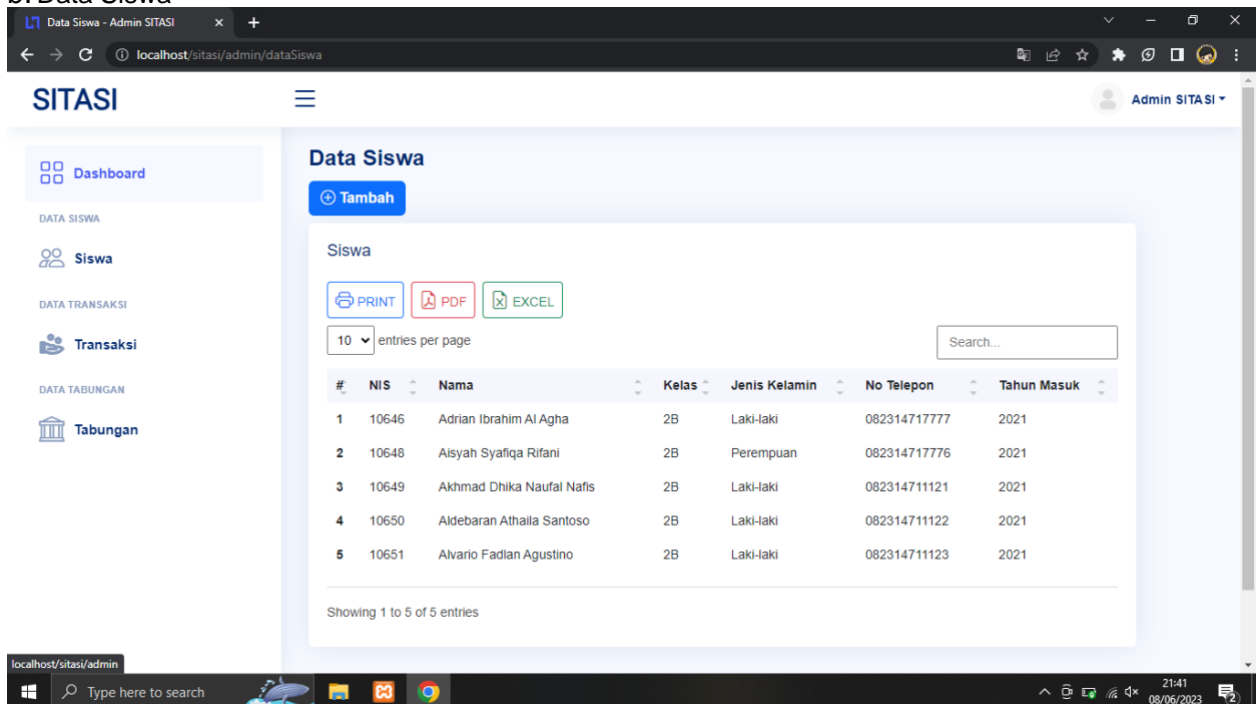 b. Data Siswa
Data Siswa - Admin SITASI
localhost/sitasi/admin/dataSiswa
SITASI
Admin SITASI
Dashboard
DATA SISWA
Siswa
DATA TRANSAKSI
Transaksi
DATA TABUNGAN
Tabungan
Data Siswa
Tambah
Siswa
PRINT PDF EXCEL
10 entries per page Search...
# NIS Nama Kelas Jenis Kelamin No Telepon Tahun Masuk
1 10646 Adrian Ibrahim Al Agha 2B Laki-laki 082314717777 2021
2 10648 Aisyah Syafiqa Rifani 2B Perempuan 082314717776 2021
3 10649 Akhmad Dhika Naufal Nafis 2B Laki-laki 082314711121 2021
4 10650 Aldebaran Athaila Santoso 2B Laki-laki 082314711122 2021
5 10651 Alvario Fadlan Agustino 2B Laki-laki 082314711123 2021
Showing 1 to 5 of 5 entries
localhost/sitasi/admin
Type here to search
21:41
08/06/2023
2